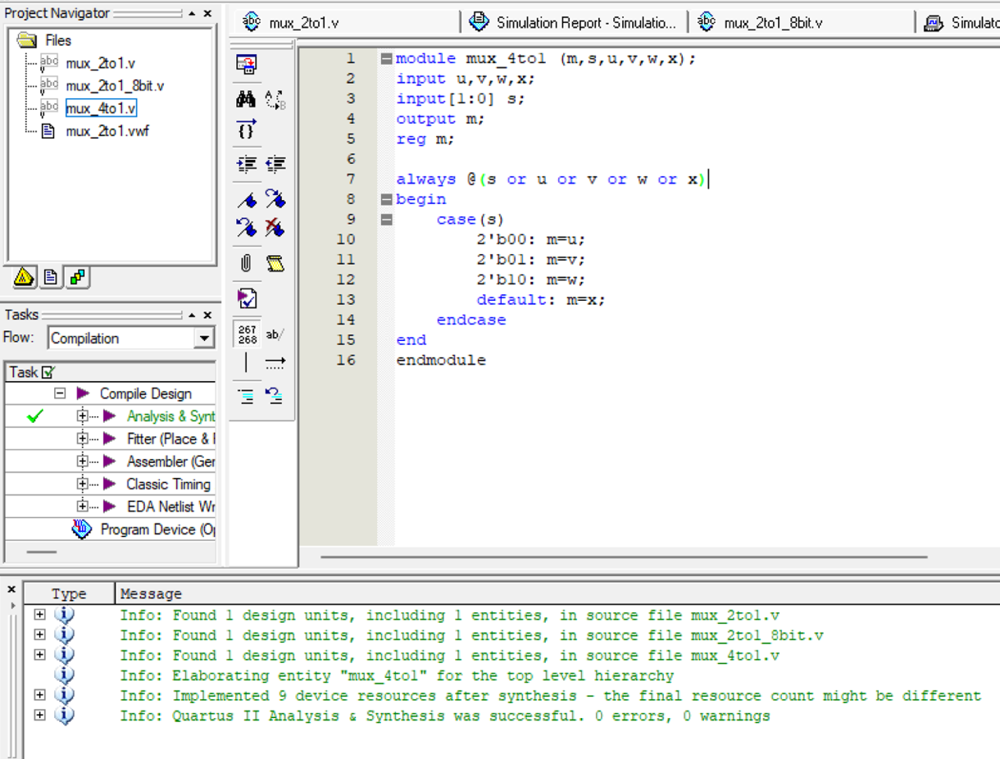 Project Navigator
Files
mux_2to1.v
mux_2to1_8bit.v
mux_4to1.v
mux_2to1.vwf
Tasks
Flow: Compilation
Task
Compile Design
Analysis & Synt
Fitter (Place &
Assembler (Ger
Classic Timing
EDA Netlist Wr
Program Device (Op
mux_2to1.v
Simulation Report - Simulatio...
mux_2to1_8bit.v
Simulato
267
268
ab/
1 module mux_4to1 (m,s,u,v,w,x);
2 input u,v,w,x;
3 input[1:0] s;
4 output m;
5 reg m;
6
7 always @(s or u or v or w or x)
8 begin
9 case(s)
10 2'b00: m=u;
11 2'b01: m=v;
12 2'b10: m=w;
13 default: m=x;
14 endcase
15 end
16 endmodule
Type Message
Info: Found 1 design units, including 1 entities, in source file mux_2to1.v
Info: Found 1 design units, including 1 entities, in source file mux_2to1_8bit.v
Info: Found 1 design units, including 1 entities, in source file mux_4to1.v
Info: Elaborating entity "mux_4to1" for the top level hierarchy
Info: Implemented 9 device resources after synthesis - the final resource count might be different
Info: Quartus II Analysis & Synthesis was successful. 0 errors, 0 warnings